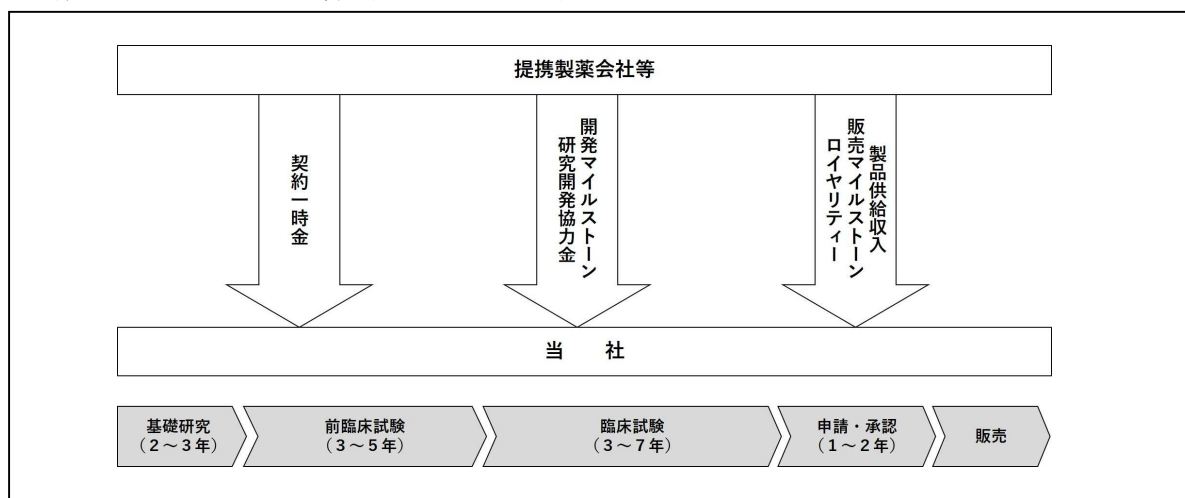 提携製薬会社等
契約一時金
開発マイルストーン
研究開発協力金
製品供給収入
販売マイルストーン
ロイヤリティー
当　　社
基礎研究
（２～３年）
前臨床試験
（３～５年）
臨床試験
（３～７年）
申請・承認
（１～２年）
販売